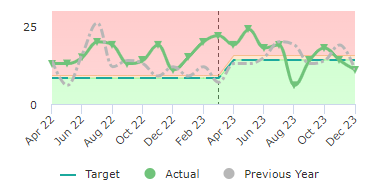 25
0
Apr 22
Jun 22
Aug 22
Oct 22
Dec 22
Feb 23
Apr 23
Jun 23
Aug 23
Oct 23
Dec 23
Target
Actual
Previous Year